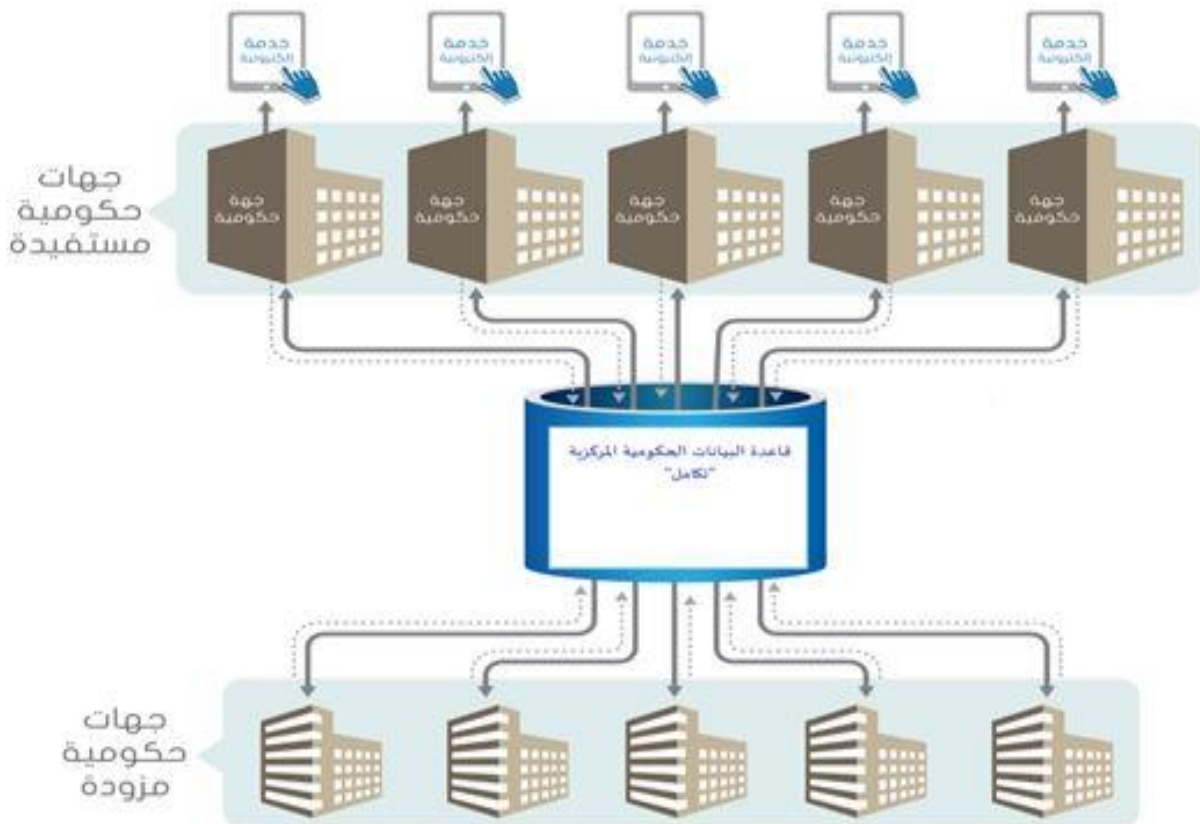 خدمة
إلكترونية
خدمة
إلكترونية
خدمة
إلكترونية
خدمة
إلكترونية
خدمة
إلكترونية
جهات
حكومية
مستفيدة
جهة
حكومية
جهة
حكومية
جهة
حكومية
جهة
حكومية
جهة
حكومية
قاعدة البيانات الحكومية المركزية
"تكامل"
جهات
حكومية
مزودة